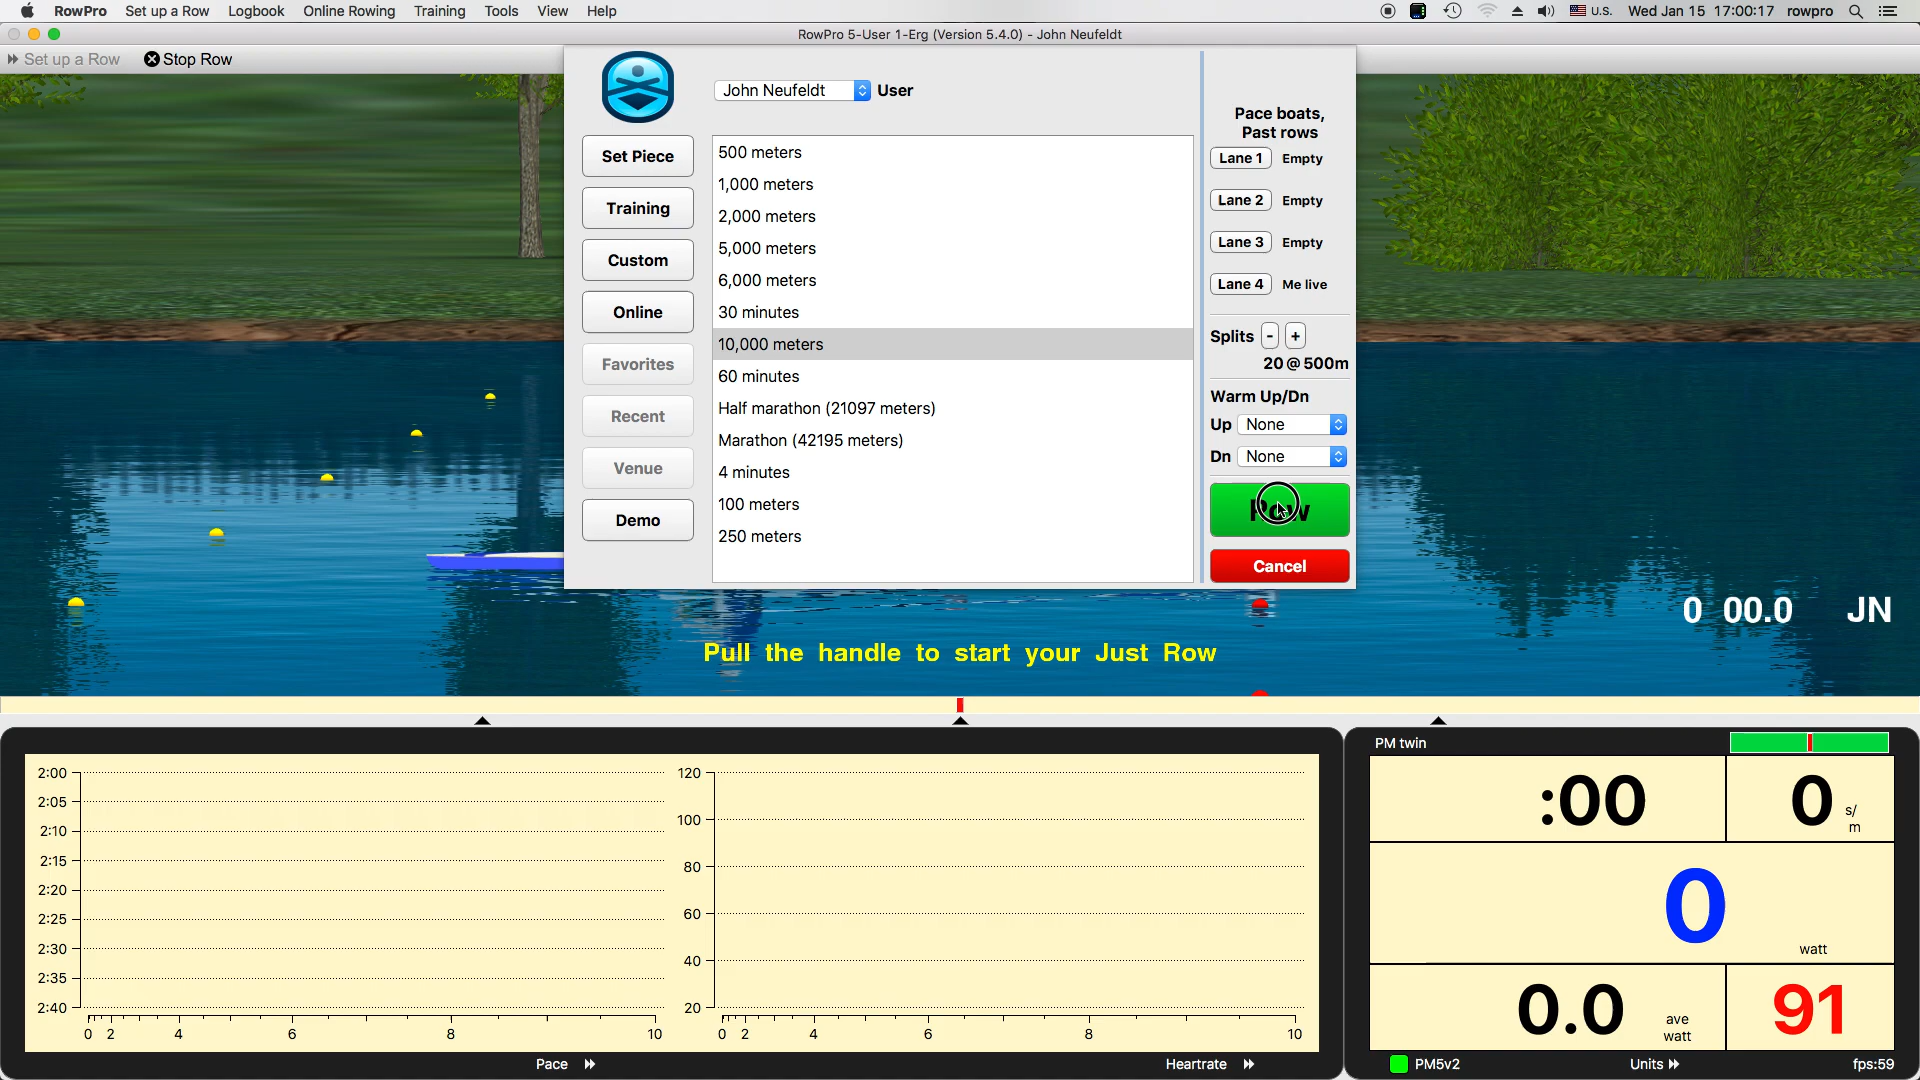 RowPro Set up a Row Logbook Online Rowing Training Tools View Help U.S. Wed Jan 15 17:00:17 rowpro
RowPro 5-User 1-Erg (Version 5.4.0) - John Neufeldt
Set up a Row Stop Row
John Neufeldt User
Set Piece
Training
Custom
Online
Favorites
Recent
Venue
Demo
500 meters
1,000 meters
2,000 meters
5,000 meters
6,000 meters
30 minutes
10,000 meters
60 minutes
Half marathon (21097 meters)
Marathon (42195 meters)
4 minutes
100 meters
250 meters
Pace boats,
Past rows
Lane 1 Empty
Lane 2 Empty
Lane 3 Empty
Lane 4 Me live
Splits - +
20 @ 500m
Warm Up/Dn
Up None
Dn None
Row
Cancel
0 00.0 JN
Pull the handle to start your Just Row
2:00
2:05
2:10
2:15
2:20
2:25
2:30
2:35
2:40
0 2 4 6 8 10
Pace
120
100
80
60
40
20
0 2 4 6 8 10
Heartrate
PM twin
:00
0 s/
m
0
watt
0.0 ave
watt
91
PM5v2 Units fps:59